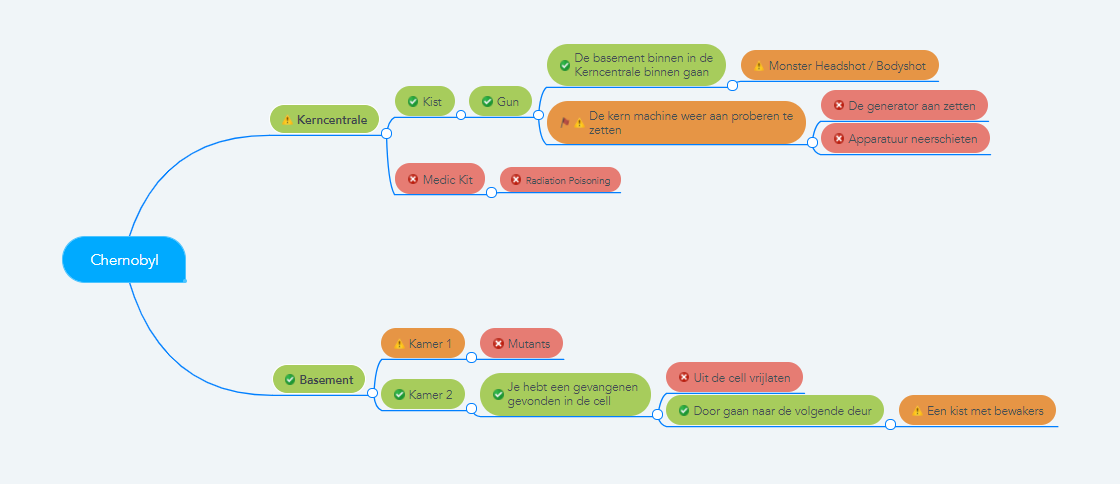 De basement binnen in de
Kerncentrale binnen gaan
Monster Headshot / Bodyshot
Kist
Gun
De generator aan zetten
Kerncentrale
De kern machine weer aan proberen te
zetten
Apparatuur neerschieten
Medic Kit
Radiation Poisoning
Chernobyl
Kamer 1
Mutants
Basement
Kamer 2
Je hebt een gevangenen
gevonden in de cell
Uit de cell vrijlaten
Door gaan naar de volgende deur
Een kist met bewakers